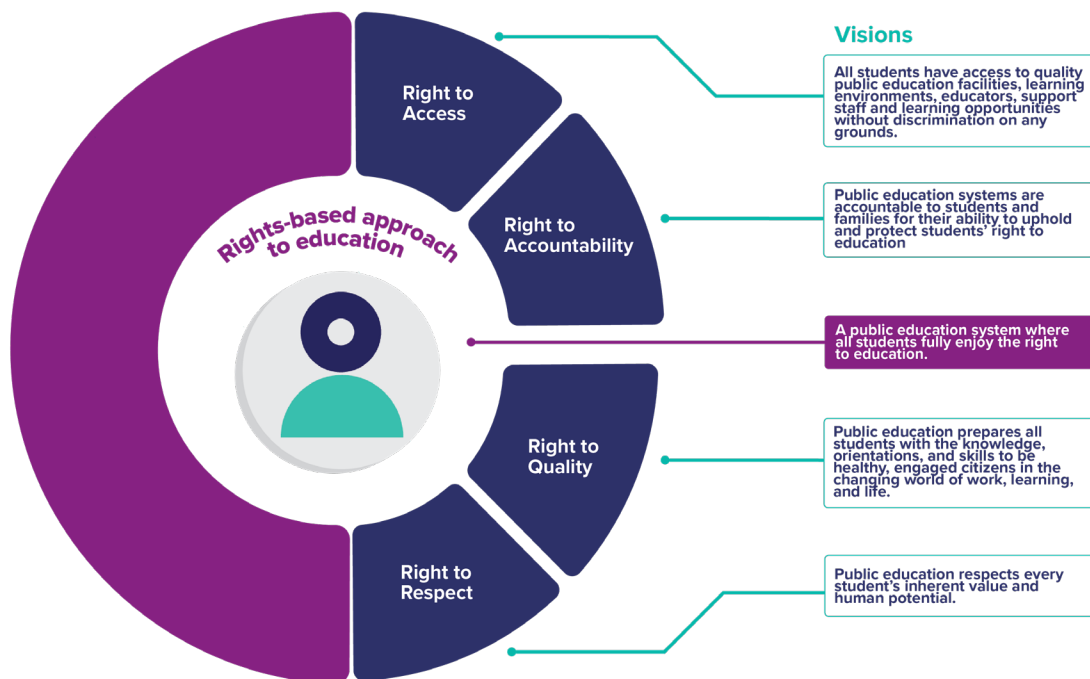 Visions
Right to
Access
All students have access to quality
public education facilities, learning
environments, educators, support
staff and learning opportunities
without discrimination on any
grounds.
Right to
Accountability
Public education systems are
accountable to students and
families for their ability to uphold
and protect students' right to
education
Rights-based approach
to education
A public education system where
all students fully enjoy the right
to education.
Right to
Quality
Public education prepares all
students with the knowledge,
orientations, and skills to be
healthy, engaged citizens in the
changing world of work, learning,
and life.
Right to
Respect
Public education respects every
student's inherent value and
human potential.